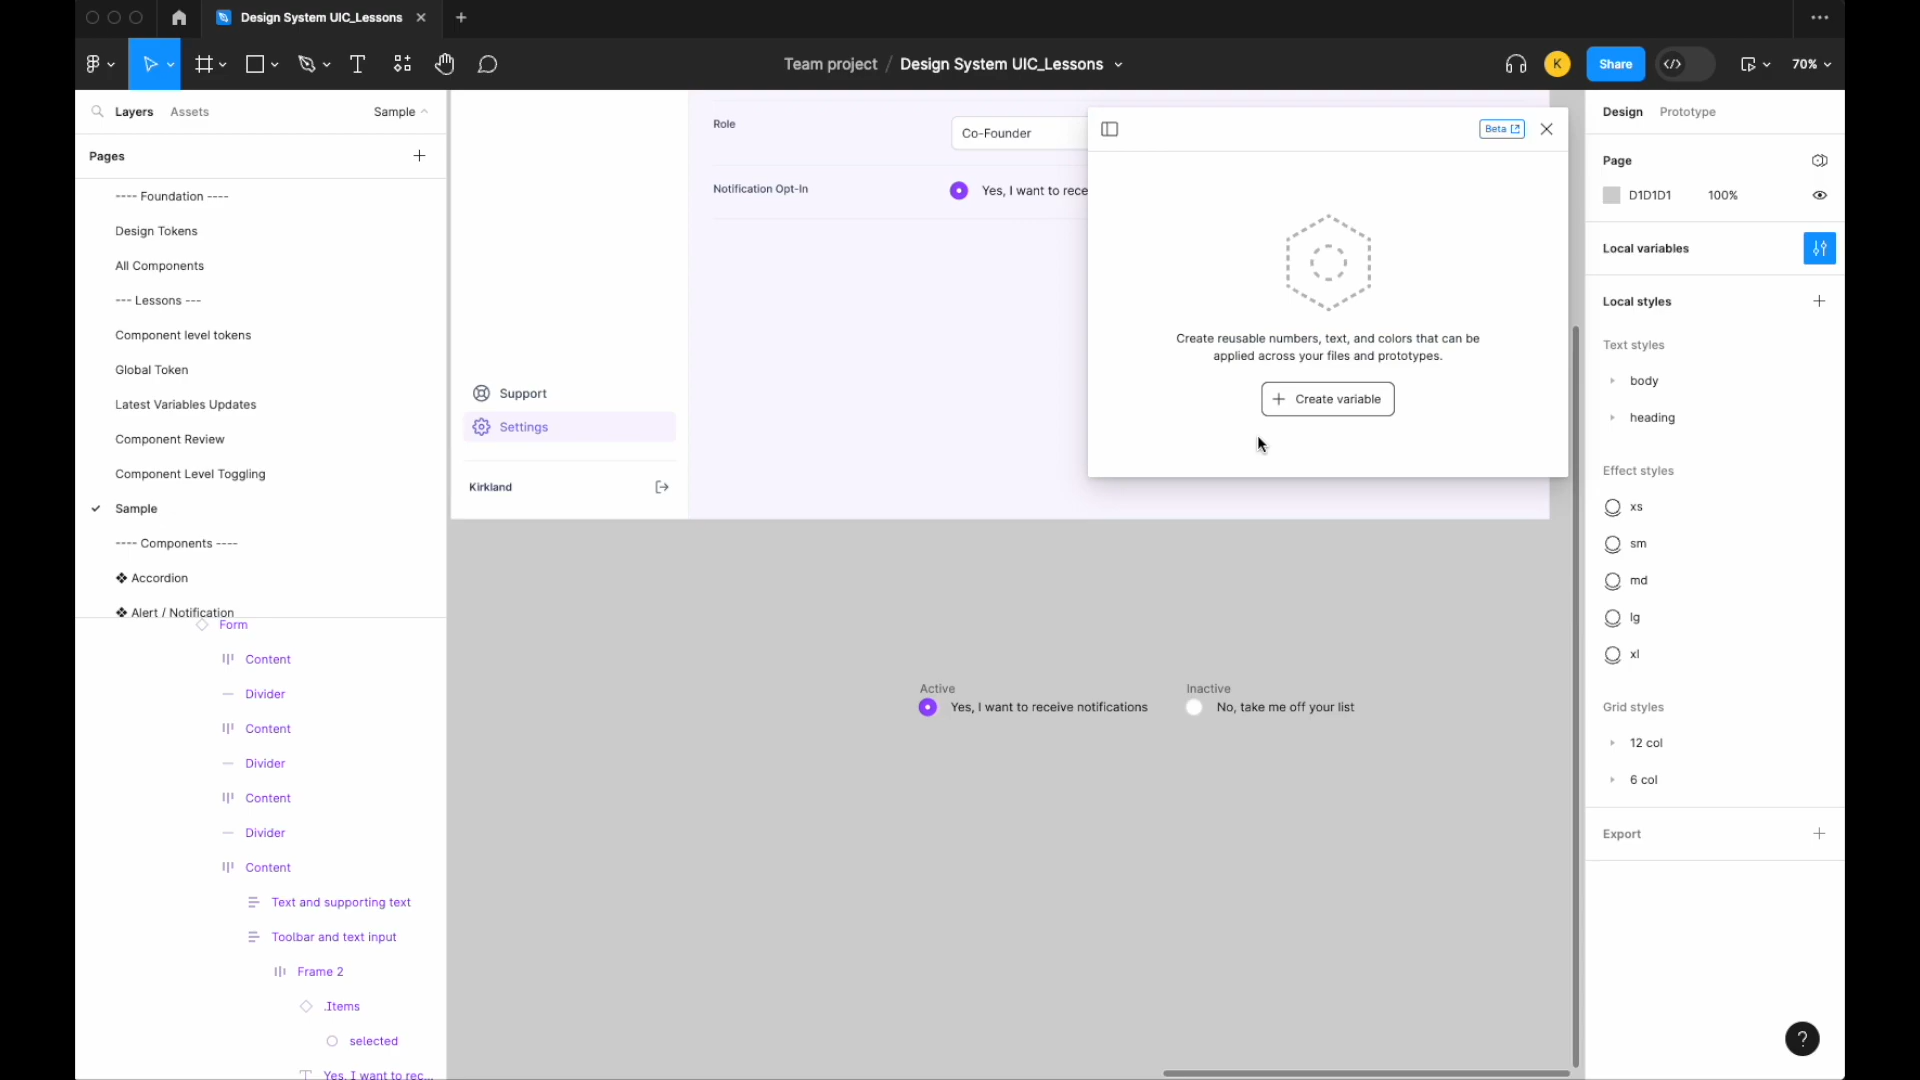 Design System UIC_Lessons
Team project / Design System UIC_Lessons
K
Share
70%
Layers
Assets
Sample
Pages
---- Foundation ----
Design Tokens
All Components
--- Lessons ---
Component level tokens
Global Token
Latest Variables Updates
Component Review
Component Level Toggling
Sample
---- Components ----
Accordion
Alert / Notification
Form
Content
Divider
Content
Divider
Content
Divider
Content
Text and supporting text
Toolbar and text input
Frame 2
.Items
selected
Yes, I want to rec...
Role
Co-Founder
Notification Opt-In
Yes, I want to rece
Support
Settings
Kirkland
Beta
Create reusable numbers, text, and colors that can be
applied across your files and prototypes.
+ Create variable
Active
Yes, I want to receive notifications
Inactive
No, take me off your list
Design
Prototype
Page
D1D1D1
100%
Local variables
Local styles
Text styles
body
heading
Effect styles
xs
sm
md
lg
xl
Grid styles
12 col
6 col
Export
?